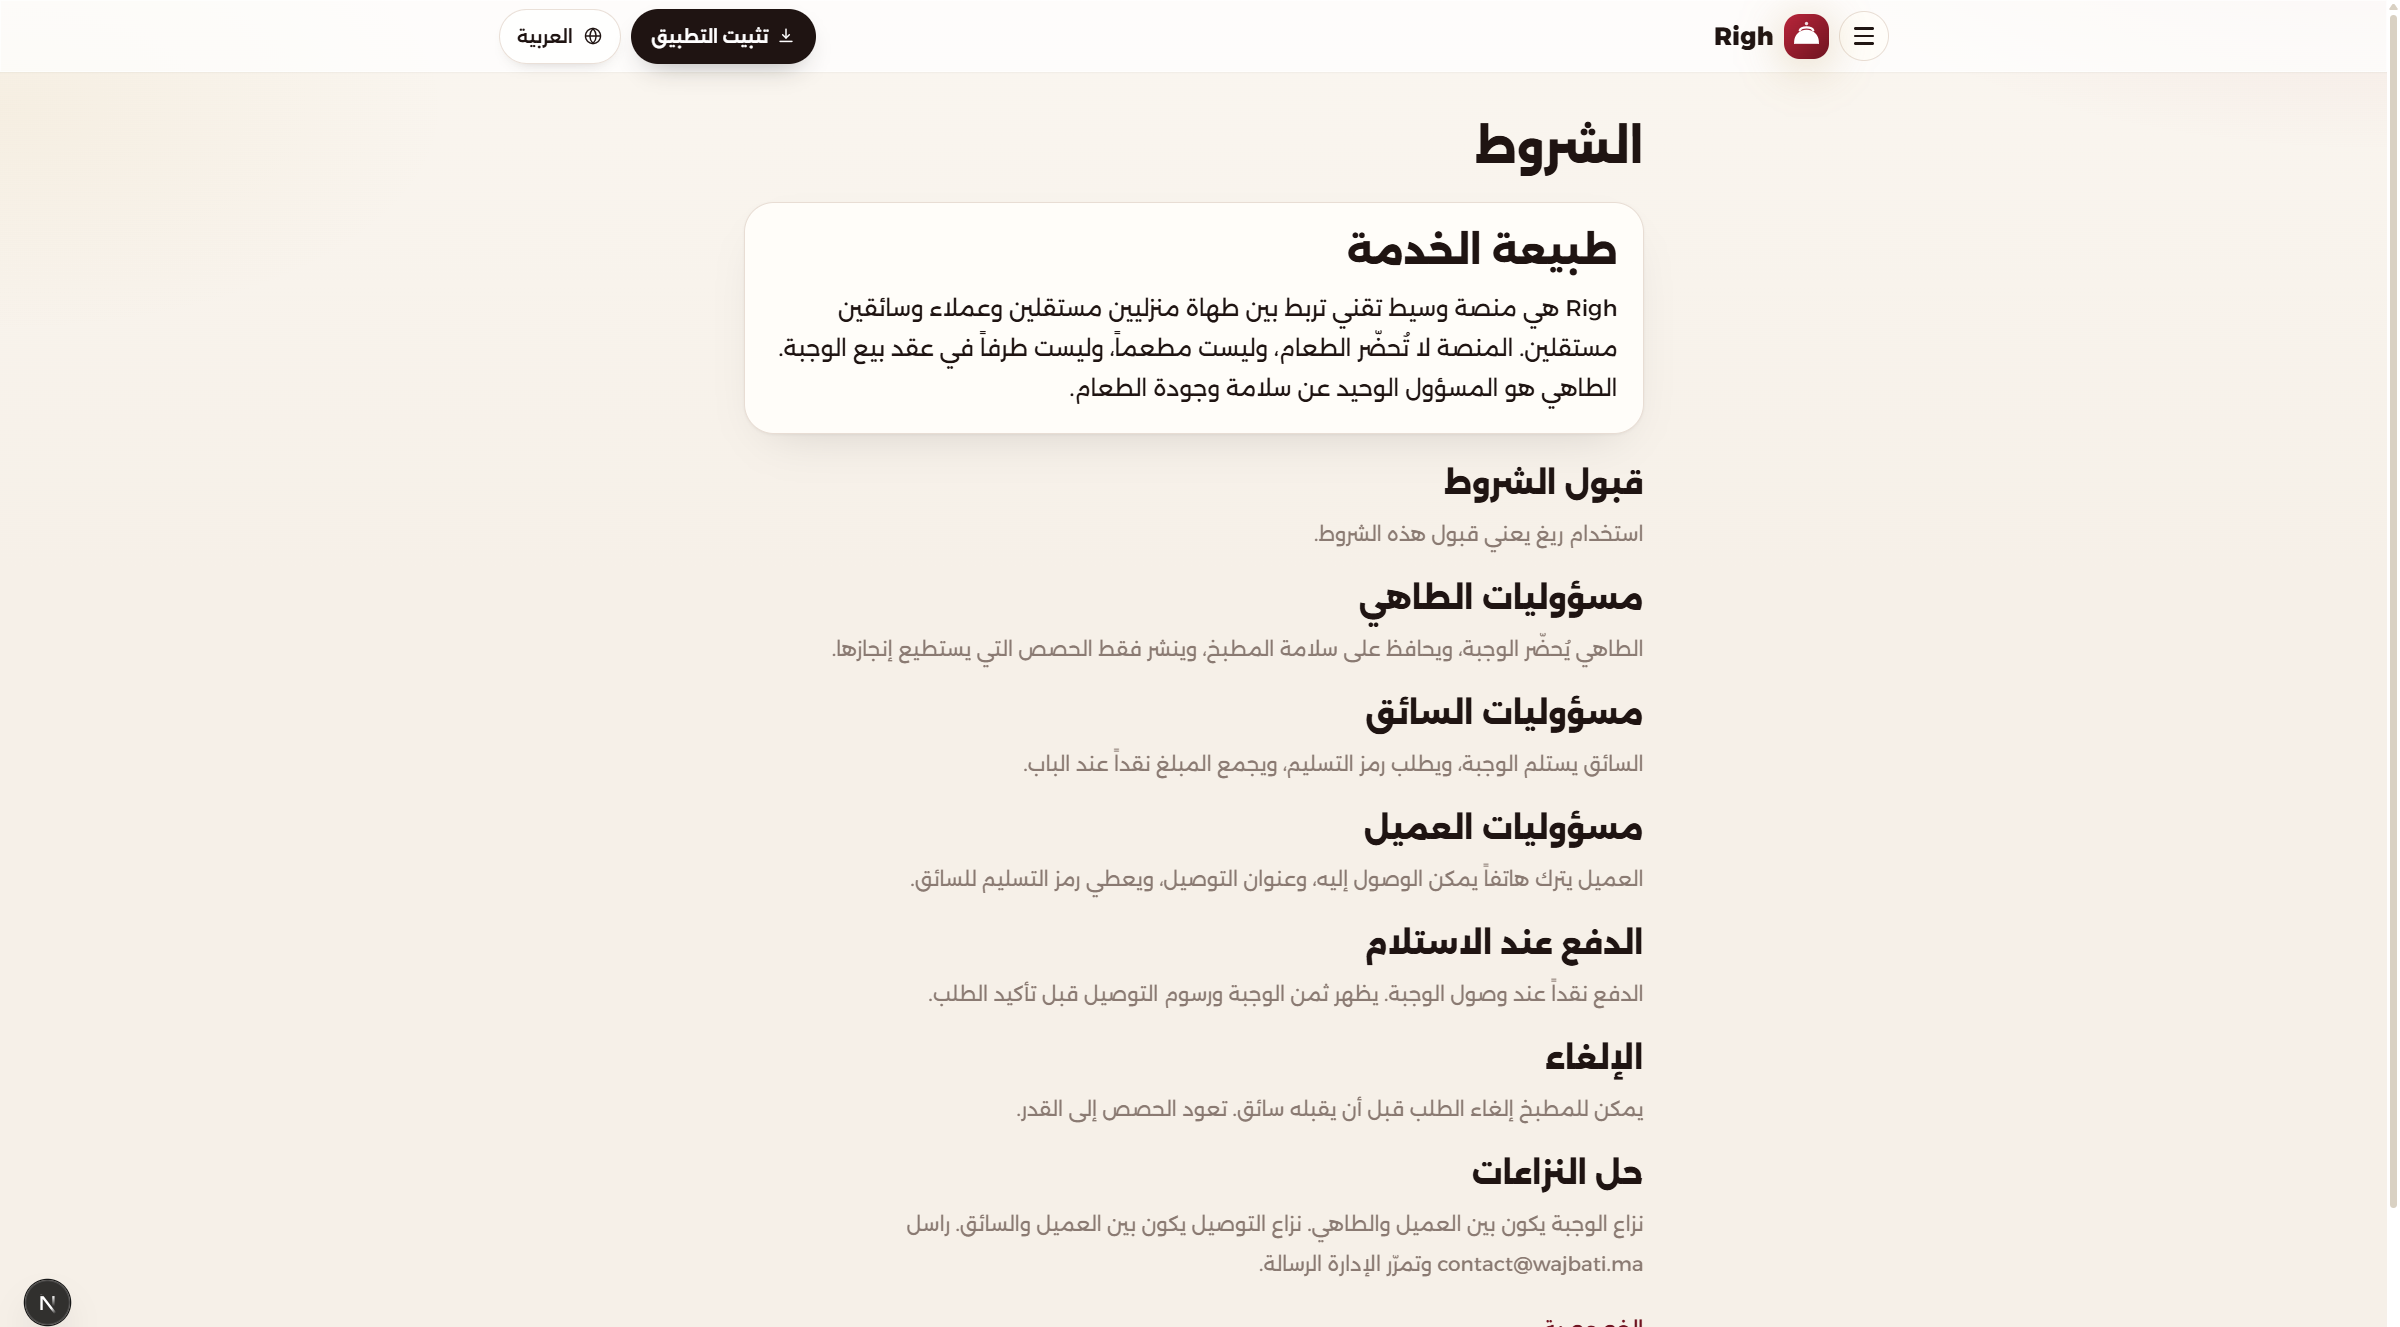 Righ
تثبيت التطبيق
العربية
الشروط
طبيعة الخدمة
Righ هي منصة وسيط تقني تربط بين طهاة منزليين مستقلين وعملاء وسائقين
مستقلين. المنصة لا تُحضّر الطعام، وليست مطعماً، وليست طرفاً في عقد بيع الوجبة.
الطاهي هو المسؤول الوحيد عن سلامة وجودة الطعام.
قبول الشروط
استخدام ريغ يعني قبول هذه الشروط.
مسؤوليات الطاهي
الطاهي يُحضّر الوجبة، ويحافظ على سلامة المطبخ، وينشر فقط الحصص التي يستطيع إنجازها.
مسؤوليات السائق
السائق يستلم الوجبة، ويطلب رمز التسليم، ويجمع المبلغ نقداً عند الباب.
مسؤوليات العميل
العميل يترك هاتفاً يمكن الوصول إليه، وعنوان التوصيل، ويعطي رمز التسليم للسائق.
الدفع عند الاستلام
الدفع نقداً عند وصول الوجبة. يظهر ثمن الوجبة ورسوم التوصيل قبل تأكيد الطلب.
الإلغاء
يمكن للمطبخ إلغاء الطلب قبل أن يقبله سائق. تعود الحصص إلى القدر.
حل النزاعات
نزاع الوجبة يكون بين العميل والطاهي. نزاع التوصيل يكون بين العميل والسائق. راسل
contact@wajbati.ma وتمرّر الإدارة الرسالة.
N